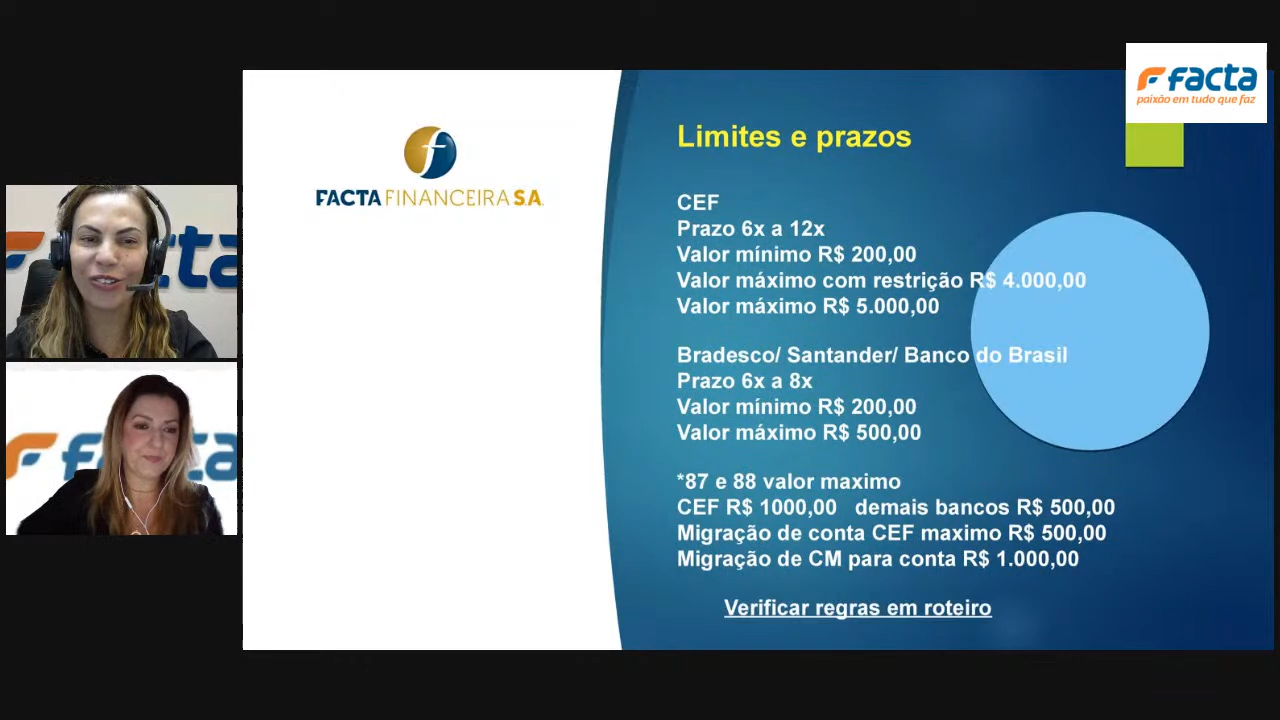 facta
paixão em tudo que faz
FACTA FINANCEIRA S.A.
Limites e prazos
CEF
Prazo 6x a 12x
Valor mínimo R$ 200,00
Valor máximo com restrição R$ 4.000,00
Valor máximo R$ 5.000,00
Bradesco/ Santander/ Banco do Brasil
Prazo 6x a 8x
Valor mínimo R$ 200,00
Valor máximo R$ 500,00
*87 e 88 valor maximo
CEF R$ 1000,00 demais bancos R$ 500,00
Migração de conta CEF maximo R$ 500,00
Migração de CM para conta R$ 1.000,00
Verificar regras em roteiro